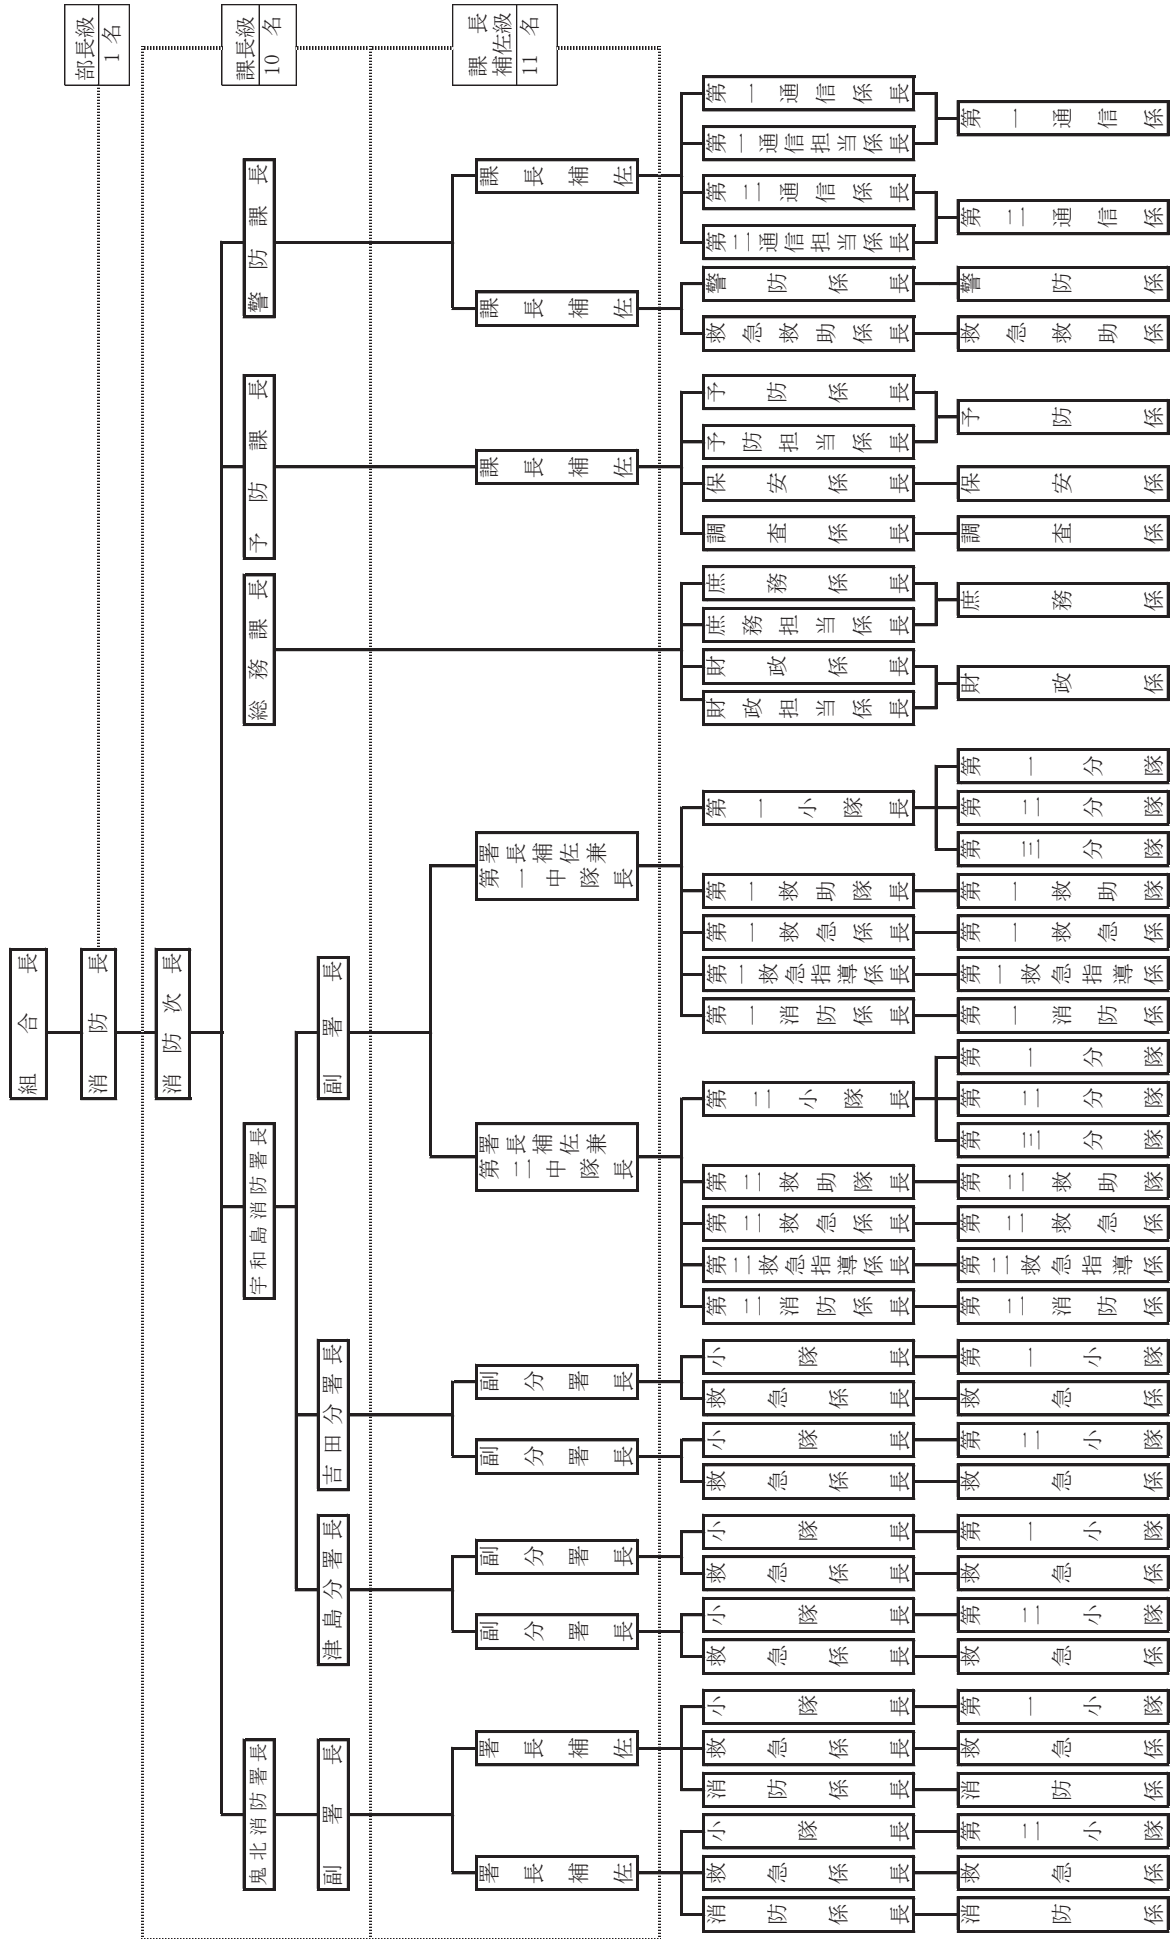 部長級
1名
課長級
10名
課長
補佐級
11名
組合長
消防長
消防次長
警防課長
予防課長
総務課長
宇和島消防署長
鬼北消防署長
副署長
吉田分署長
津島分署長
副署長
課長補佐
課長補佐
課長補佐
署長補佐兼
第一中隊長
署長補佐兼
第二中隊長
副分署長
副分署長
副分署長
副分署長
署長補佐
署長補佐
第一通信係長
第一通信担当係長
第二通信係長
第二通信担当係長
警防係長
救急救助係長
予防係長
予防担当係長
保安係長
調査係長
庶務係長
庶務担当係長
財政係長
財政担当係長
第一小隊長
第一救助隊長
第一救急係長
第一救急指導係長
第一消防係長
第二小隊長
第二救助隊長
第二救急係長
第二救急指導係長
第二消防係長
小隊長
救急係長
小隊長
救急係長
小隊長
救急係長
小隊長
救急係長
小隊長
救急係長
消防係長
小隊長
救急係長
消防係長
第一通信係
第二通信係
警防係
救急救助係
予防係
保安係
調査係
庶務係
財政係
第一分隊
第二分隊
第三分隊
第一救助隊
第一救急係
第一救急指導係
第一消防係
第一分隊
第二分隊
第三分隊
第二救助隊
第二救急係
第二救急指導係
第二消防係
第一小隊
救急係
第二小隊
救急係
第一小隊
救急係
第二小隊
救急係
第一小隊
救急係
消防係
第二小隊
救急係
消防係